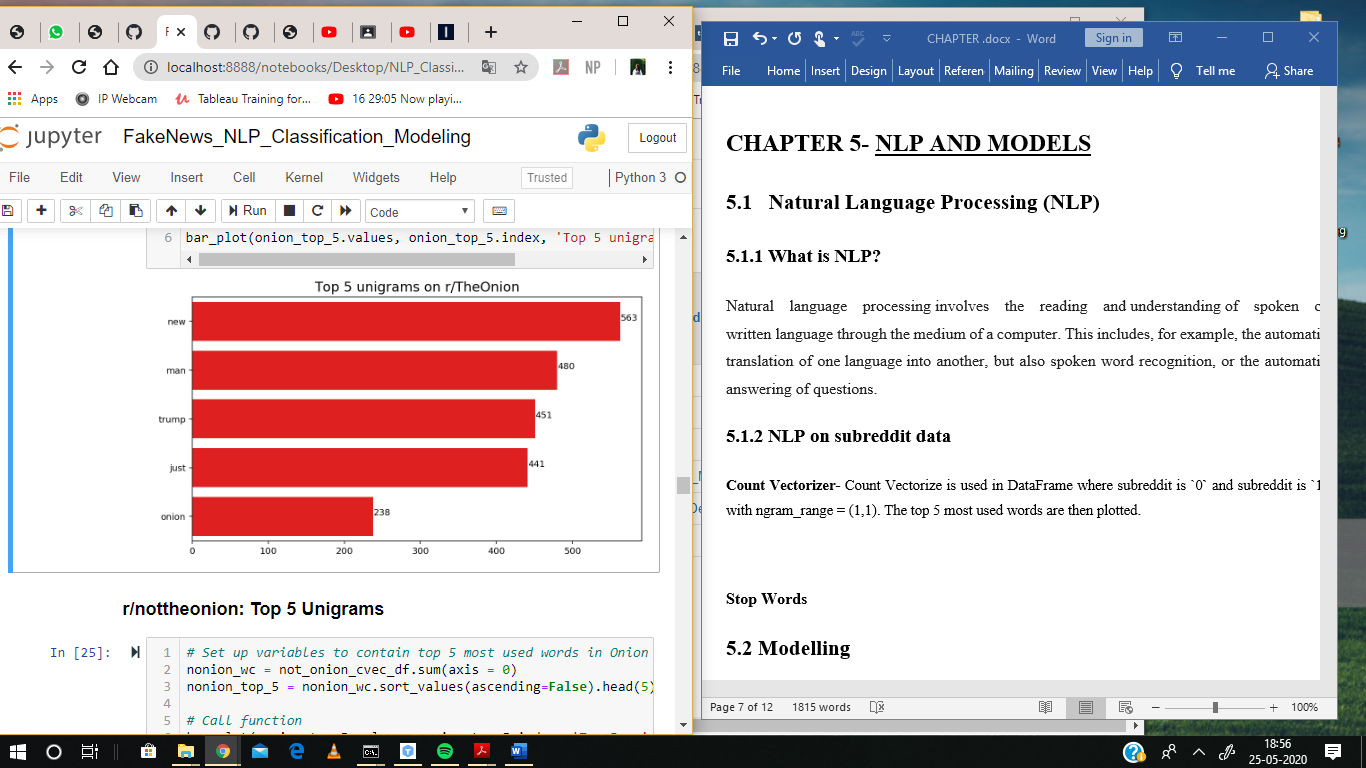 localhost:8888/notebooks/Desktop/NLP_Classi...
NP
Apps
IP Webcam
Tableau Training for...
16 29:05 Now playi...
jupyter
FakeNews_NLP_Classification_Modeling
Logout
File Edit View Insert Cell Kernel Widgets Help
Trusted
Python 3
Run
Code
6 bar_plot(onion_top_5.values, onion_top_5.index, 'Top 5 unigra
Top 5 unigrams on r/TheOnion
new 563
man 480
trump 451
just 441
onion 238
0 100 200 300 400 500
r/nottheonion: Top 5 Unigrams
In [25]:
1 # Set up variables to contain top 5 most used words in Onion
2 nonion_wc = not_onion_cvec_df.sum(axis = 0)
3 nonion_top_5 = nonion_wc.sort_values(ascending=False).head(5)
4
5 # Call function
CHAPTER .docx - Word
Sign in
File Home Insert Design Layout Referen Mailing Review View Help Tell me Share
CHAPTER 5- NLP AND MODELS
5.1 Natural Language Processing (NLP)
5.1.1 What is NLP?
Natural language processing involves the reading and understanding of spoken
written language through the medium of a computer. This includes, for example, the automati
translation of one language into another, but also spoken word recognition, or the automati
answering of questions.
5.1.2 NLP on subreddit data
Count Vectorizer- Count Vectorize is used in DataFrame where subreddit is `0` and subreddit is `1
with ngram_range = (1,1). The top 5 most used words are then plotted.
Stop Words
5.2 Modelling
Page 7 of 12 1815 words
100%
18:56
25-05-2020